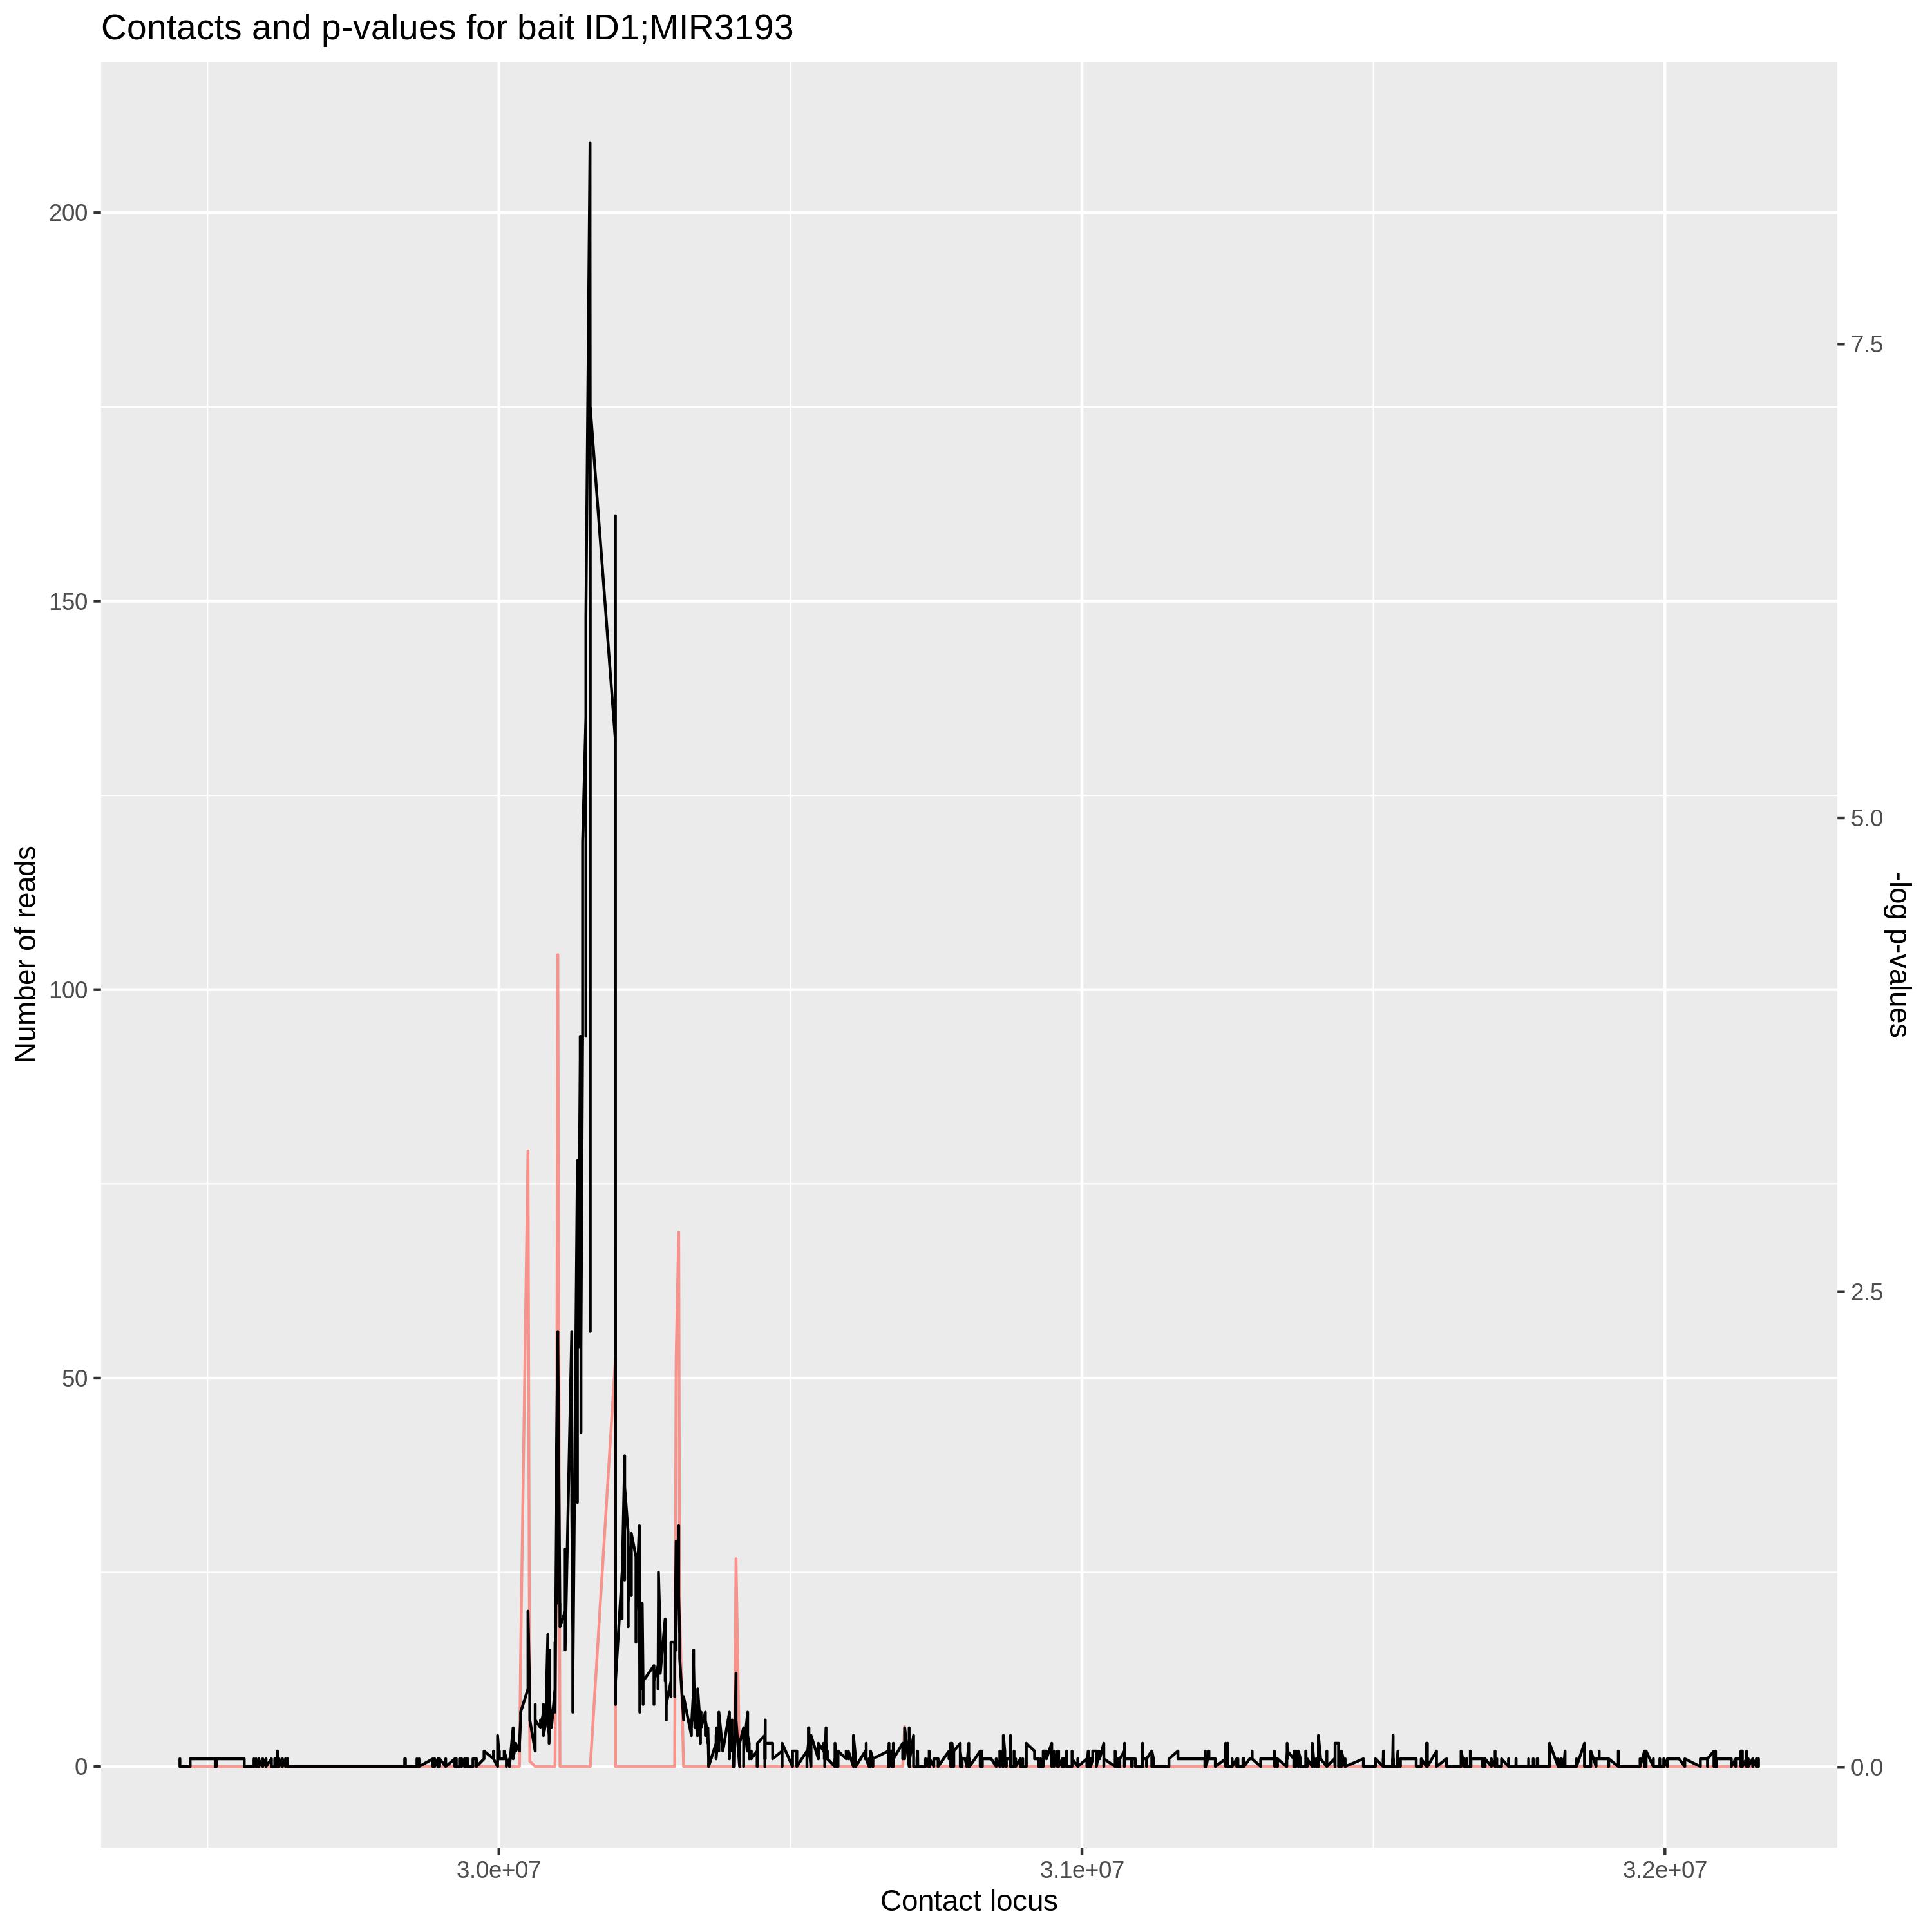 Contacts and p-values for bait ID1;MIR3193
200
150
100
50
0
Number of reads
7.5
5.0
2.5
0.0
-log p-values
3.0e+07 3.1e+07 3.2e+07
Contact locus